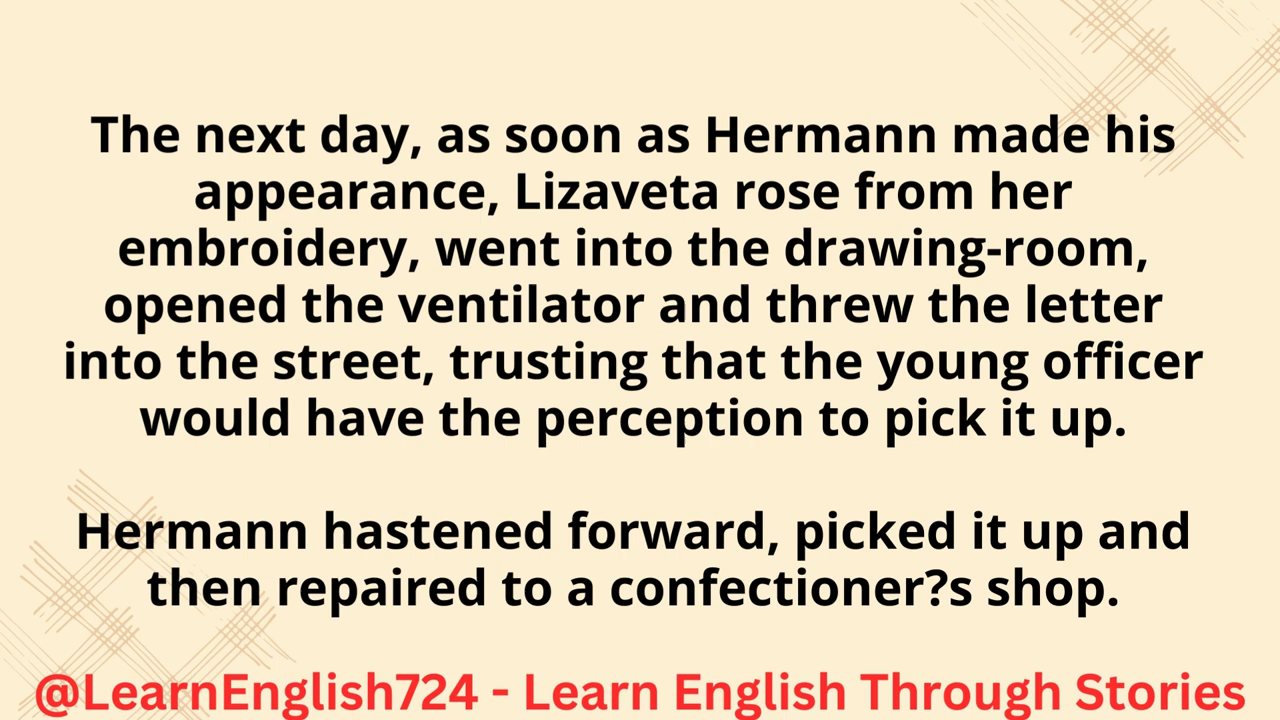 The next day, as soon as Hermann made his
appearance, Lizaveta rose from her
embroidery, went into the drawing-room,
opened the ventilator and threw the letter
into the street, trusting that the young officer
would have the perception to pick it up.
Hermann hastened forward, picked it up and
then repaired to a confectioner?s shop.
@LearnEnglish724 - Learn English Through Stories